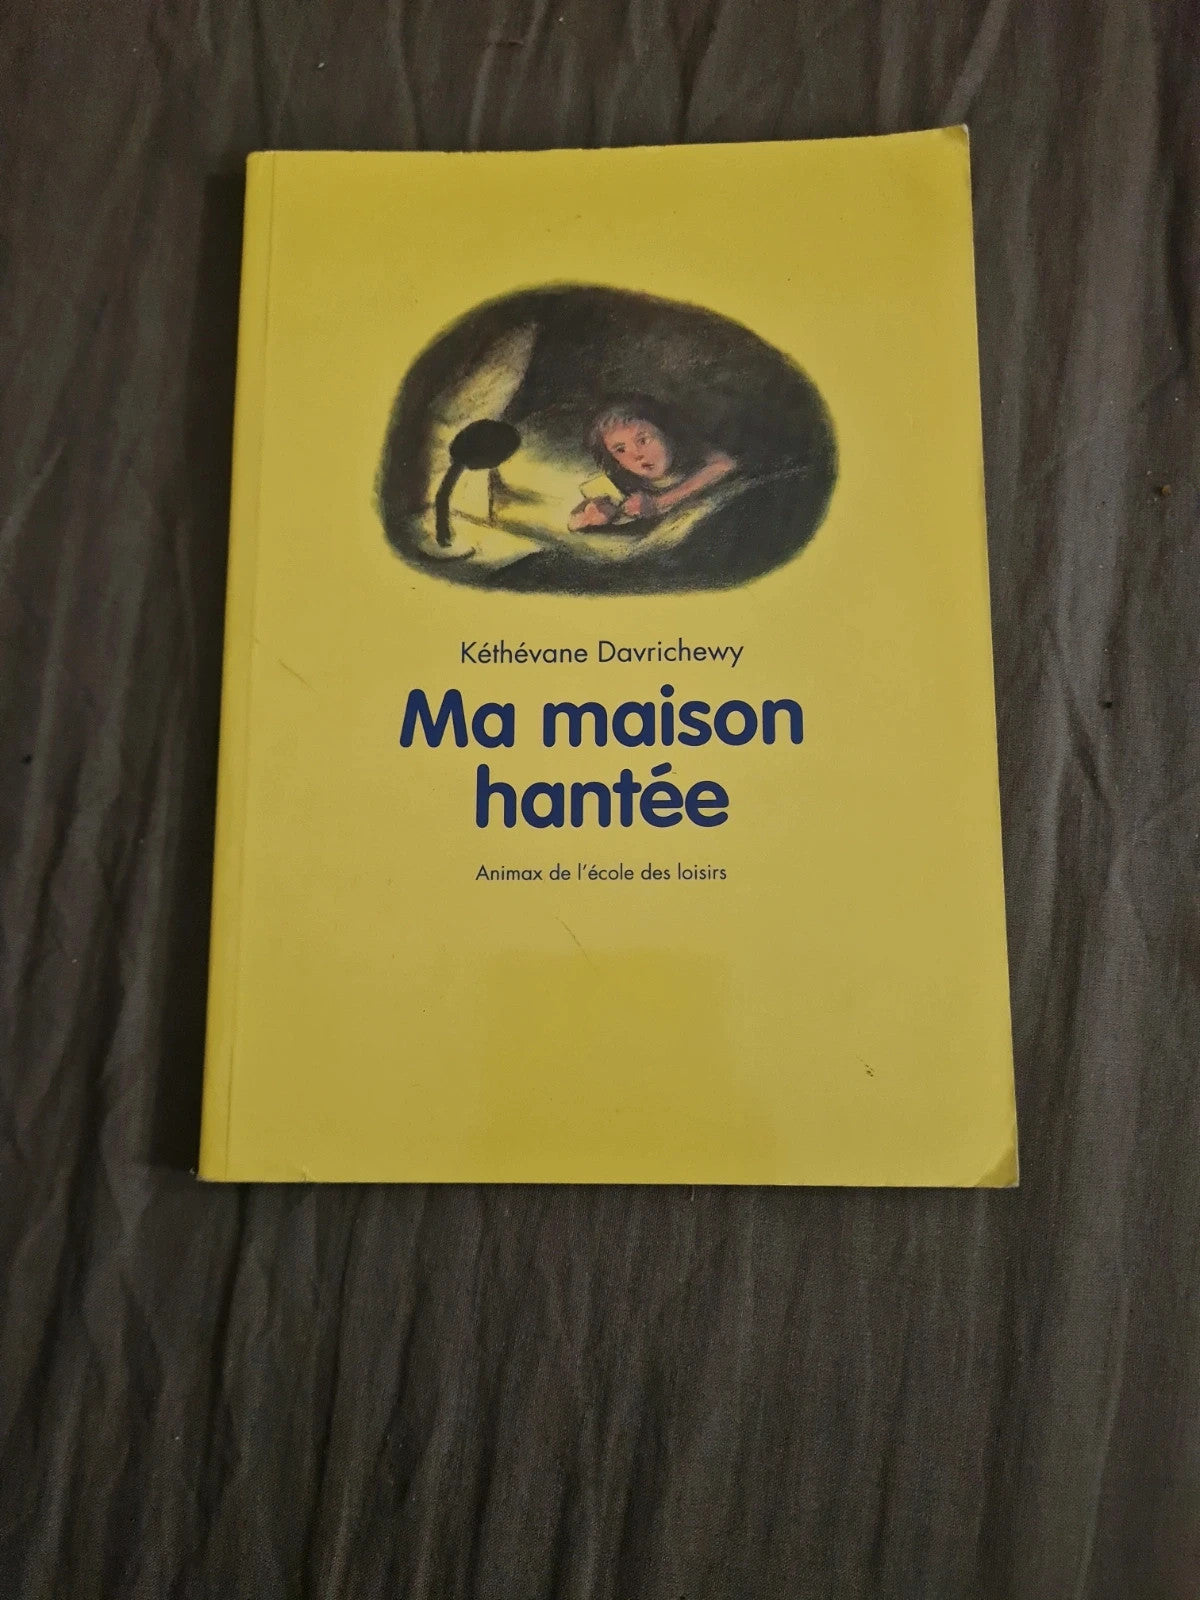 Kéthévane Davrichewy
Ma maison
hantée
Animax de l'école des loisirs